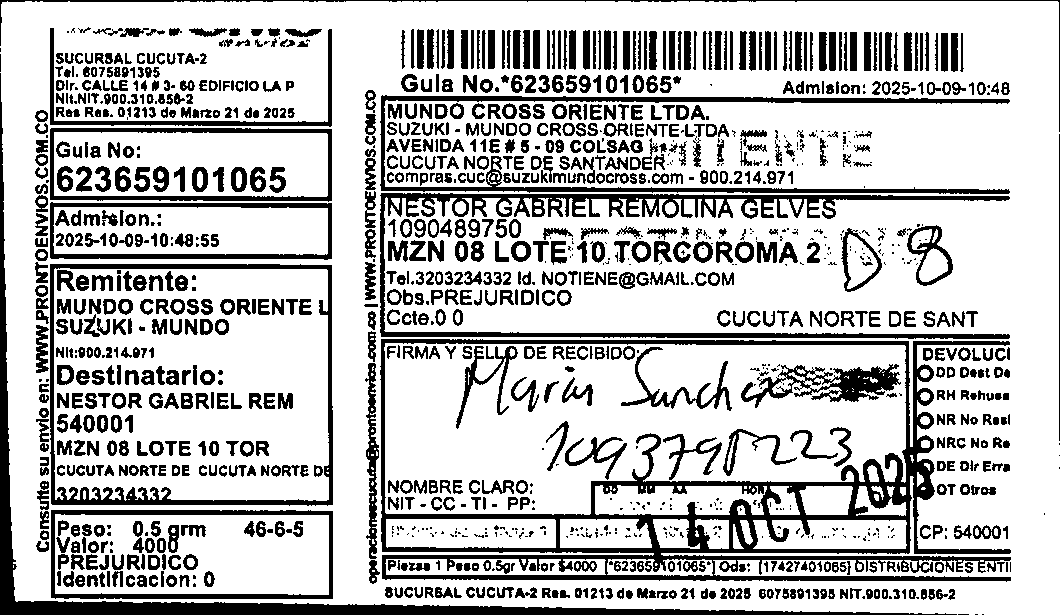 SUCURSAL CUCUTA-2
Tel. 6075891395
Dir. CALLE 14 # 3- 60 EDIFICIO LA P
Nit.NIT.900.310.856-2
Res Res. 01213 de Marzo 21 de 2025
Guia No:
623659101065
Admision.:
2025-10-09-10:48:55
Remitente:
MUNDO CROSS ORIENTE L
SUZUKI - MUNDO
Nit:900.214.971
Destinatario:
NESTOR GABRIEL REM
540001
MZN 08 LOTE 10 TOR
CUCUTA NORTE DE CUCUTA NORTE DE
3203234332
Peso: 0.5 grm 46-6-5
Valor: 4000
PREJURIDICO
Identificacion: 0
Consulte su envio en: WWW.PRONTOENVIOS.COM.CO
operacionescucuta@prontoenvios.com.co | WWW.PRONTOENVIOS.COM.CO
Guia No.*623659101065* Admision: 2025-10-09-10:48
MUNDO CROSS ORIENTE LTDA.
SUZUKI - MUNDO CROSS ORIENTE LTDA
AVENIDA 11E # 5 - 09 COLSAG
CUCUTA NORTE DE SANTANDER
compras.cuc@suzukimundocross.com - 900.214.971
NESTOR GABRIEL REMOLINA GELVES
1090489750
MZN 08 LOTE 10 TORCOROMA 2
D 8
Tel.3203234332 Id. NOTIENE@GMAIL.COM
Obs.PREJURIDICO
Ccte.0 0 CUCUTA NORTE DE SANT
FIRMA Y SELLO DE RECIBIDO:
Maria Sanchez
NOMBRE CLARO:
NIT - CC - TI - PP:
DD MM AA HORA
14 OCT 2025
DEVOLUCI
DD Dest De
RH Rehusa
NR No Resi
NRC No Re
DE Dir Erra
OT Otros
CP: 540001
Piezas 1 Peso 0.5gr Valor $4000 [*623659101065*] Ods: [17427401065] DISTRIBUCIONES ENTI
SUCURSAL CUCUTA-2 Res. 01213 de Marzo 21 de 2025 6075891395 NIT.900.310.856-2